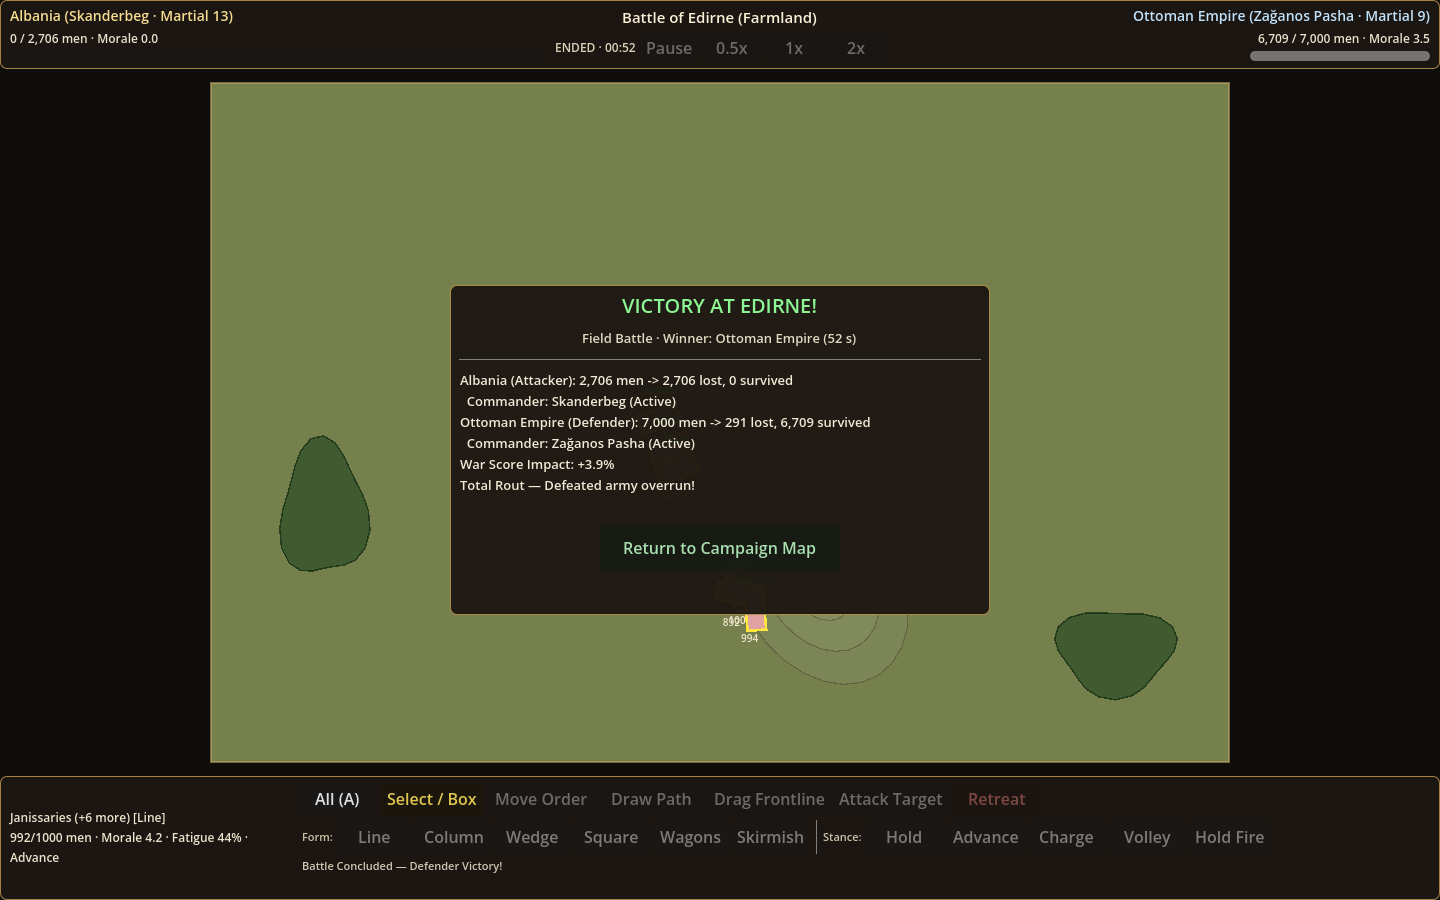 Albania (Skanderbeg · Martial 13)
0 / 2,706 men · Morale 0.0
Battle of Edirne (Farmland)
ENDED · 00:52 Pause 0.5x 1x 2x
Ottoman Empire (Zağanos Pasha · Martial 9)
6,709 / 7,000 men · Morale 3.5
VICTORY AT EDIRNE!
Field Battle · Winner: Ottoman Empire (52 s)
Albania (Attacker): 2,706 men -> 2,706 lost, 0 survived
Commander: Skanderbeg (Active)
Ottoman Empire (Defender): 7,000 men -> 291 lost, 6,709 survived
Commander: Zağanos Pasha (Active)
War Score Impact: +3.9%
Total Rout — Defeated army overrun!
Return to Campaign Map
994
Janissaries (+6 more) [Line]
992/1000 men · Morale 4.2 · Fatigue 44% ·
Advance
All (A) Select / Box Move Order Draw Path Drag Frontline Attack Target Retreat
Form: Line Column Wedge Square Wagons Skirmish Stance: Hold Advance Charge Volley Hold Fire
Battle Concluded — Defender Victory!